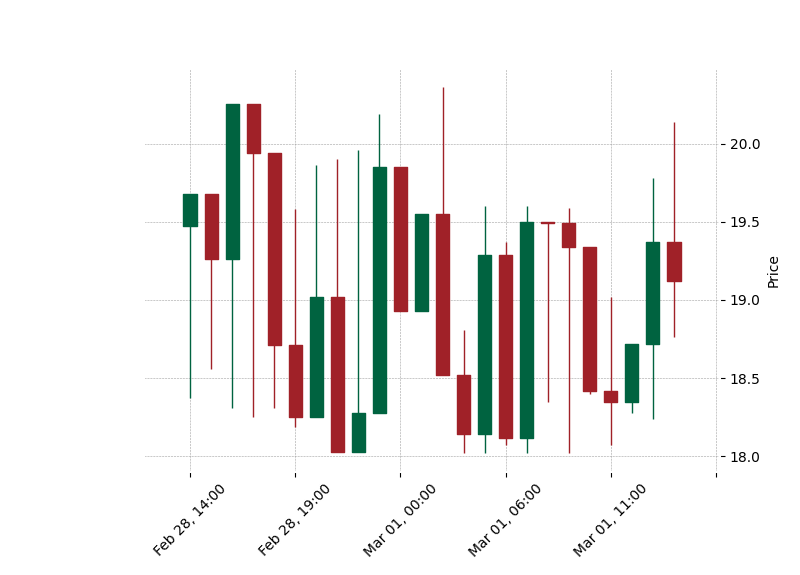 20.0
19.5
19.0
18.5
18.0
Price
Feb 28, 14:00
Feb 28, 19:00
Mar 01, 00:00
Mar 01, 06:00
Mar 01, 11:00